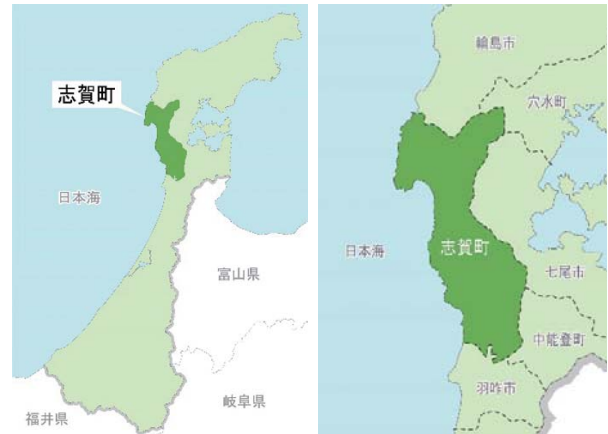 志賀町
日本海
富山県
岐阜県
福井県
輪島市
穴水町
日本海
志賀町
七尾市
中能登町
羽咋市